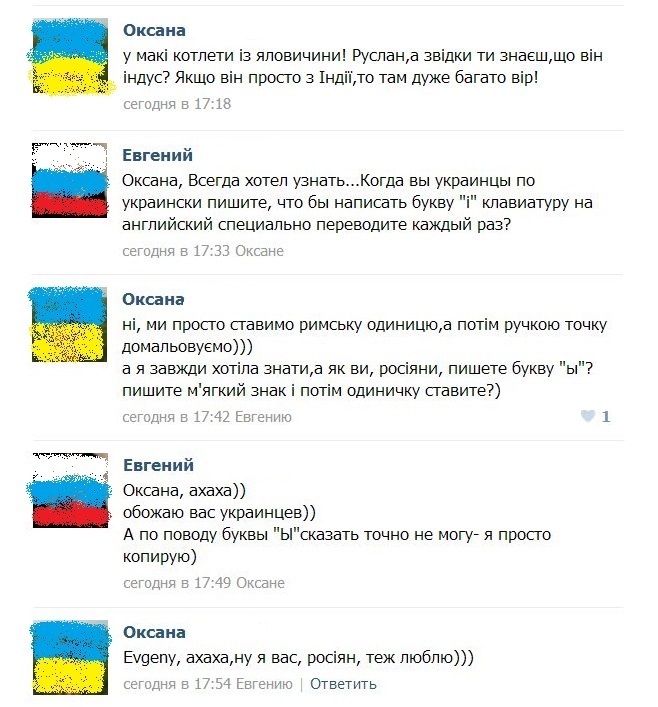 Оксана
у макі котлети із яловичини! Руслан,а звідки ти знаєш,що він
індус? Якщо він просто з Індії,то там дуже багато вір!
сегодня в 17:18
Евгений
Оксана, Всегда хотел узнать...Когда вы украинцы по
украински пишите, что бы написать букву "i" клавиатуру на
английский специально переводите каждый раз?
сегодня в 17:33 Оксане
Оксана
ні, ми просто ставимо римську одиницю,а потім ручкою точку
домальовуємо)))
а я завжди хотіла знати,а як ви, росіяни, пишете букву "ы"?
пишите м'ягкий знак і потім одиничку ставите?)
сегодня в 17:42 Евгению
1
Евгений
Оксана, ахаха))
обожаю вас украинцев))
А по поводу буквы "Ы"сказать точно не могу- я просто
копирую)
сегодня в 17:49 Оксане
Оксана
Evgeny, ахаха,ну я вас, росіян, теж люблю)))
сегодня в 17:54 Евгению | Ответить